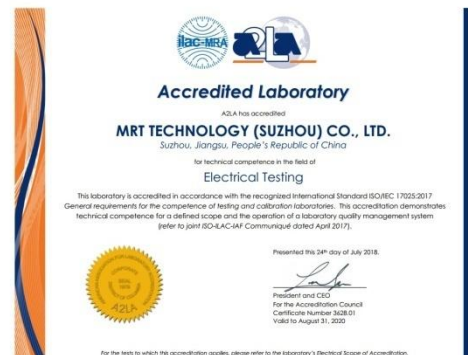 ilac-MRA
A2LA
Accredited Laboratory
A2LA has accredited
MRT TECHNOLOGY (SUZHOU) CO., LTD.
Suzhou, Jiangsu, People's Republic of China
for technical competence in the field of
Electrical Testing
This laboratory is accredited in accordance with the recognized International Standard ISO/IEC 17025:2017
General requirements for the competence of testing and calibration laboratories. This accreditation demonstrates
technical competence for a defined scope and the operation of a laboratory quality management system
(refer to joint ISO-ILAC-IAF Communiqué dated April 2017).
Presented this 24th day of July 2018.
President and CEO
For the Accreditation Council
Certificate Number 3628.01
Valid to August 31, 2020
CORPORATE
SEAL
1978
A2LA
For the tests to which this accreditation applies, please refer to the laboratory's Electrical Scope of Accreditation.